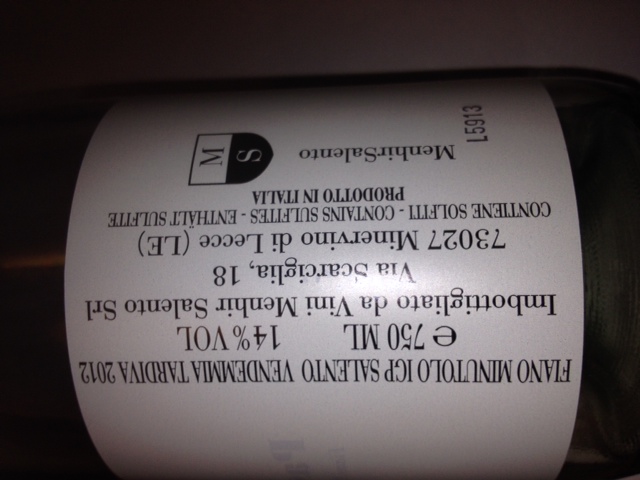 FIANO MINUTOLO IGP SALENTO VENDEMMIA TARDIVA 2012
℮ 750 ML 14% VOL
Imbottigliato da Vini Menhir Salento Srl
Via Scarciglia, 18
73027 Minervino di Lecce (LE)
CONTIENE SOLFITI - CONTAINS SULFITES - ENTHÄLT SULFITE
PRODOTTO IN ITALIA
MenhirSalento
M S
L5913